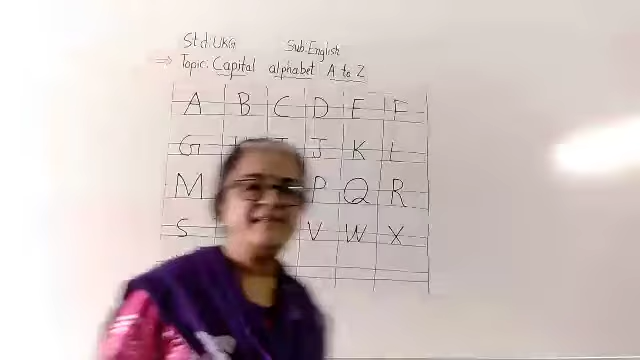 Std:UKG Sub:English
⇒ Topic: Capital alphabet A to Z
A B C D E F
G J K L
M P Q R
S V W X